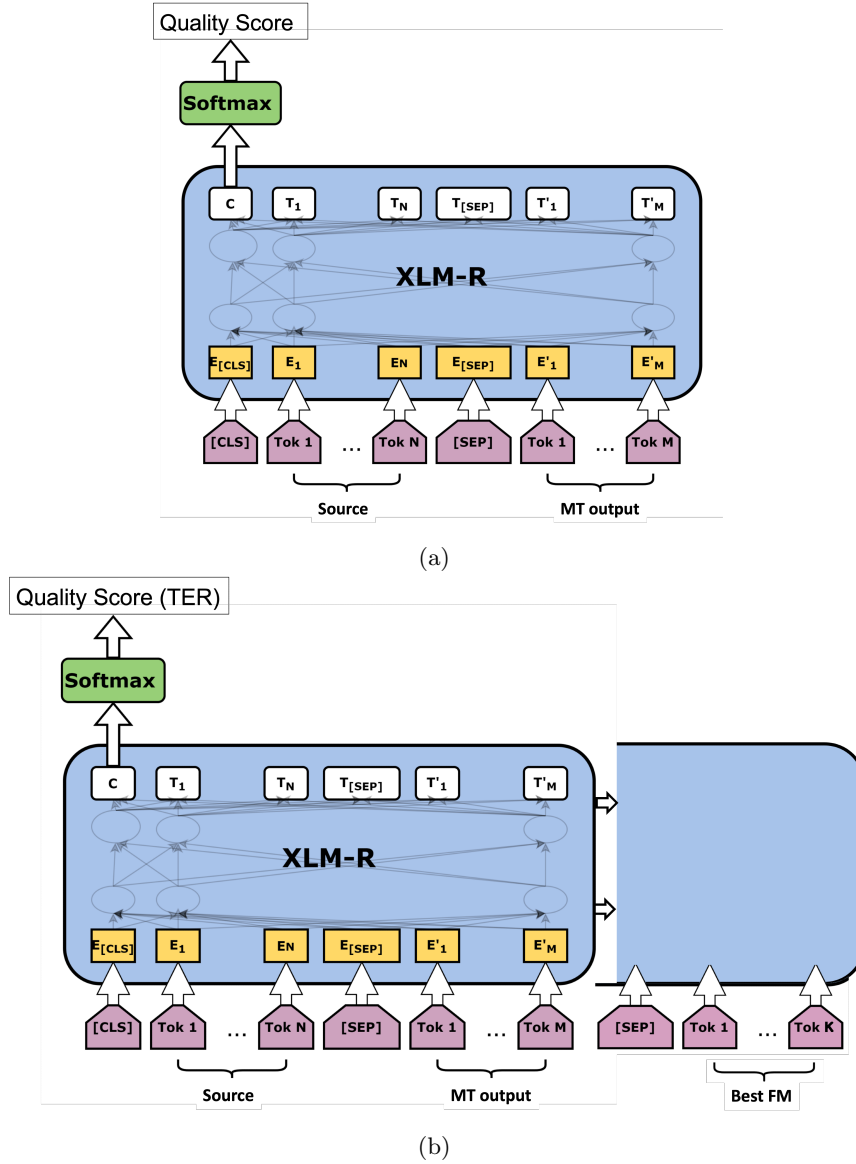 Quality Score
Softmax
C T1 TN T[SEP] T'1 T'M
XLM-R
E[CLS] E1 EN E[SEP] E'1 E'M
[CLS] Tok 1 ... Tok N [SEP] Tok 1 ... Tok M
Source MT output
(a)
Quality Score (TER)
Softmax
C T1 TN T[SEP] T'1 T'M
XLM-R
E[CLS] E1 EN E[SEP] E'1 E'M
[CLS] Tok 1 ... Tok N [SEP] Tok 1 ... Tok M [SEP] Tok 1 ... Tok K
Source MT output Best FM
(b)